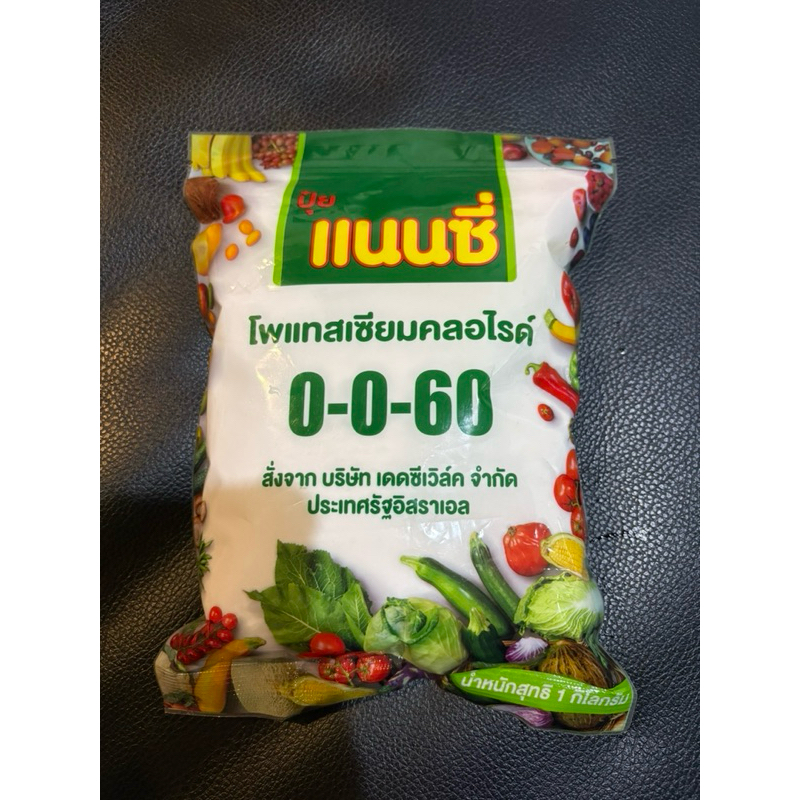 ปุ๋ย
แนนซี่
โพแทสเซียมคลอไรด์
0-0-60
สั่งจาก บริษัท เดดซีเวิล์ค จำกัด
ประเทศรัฐอิสราเอล
น้ำหนักสุทธิ 1 กิโลกรัม